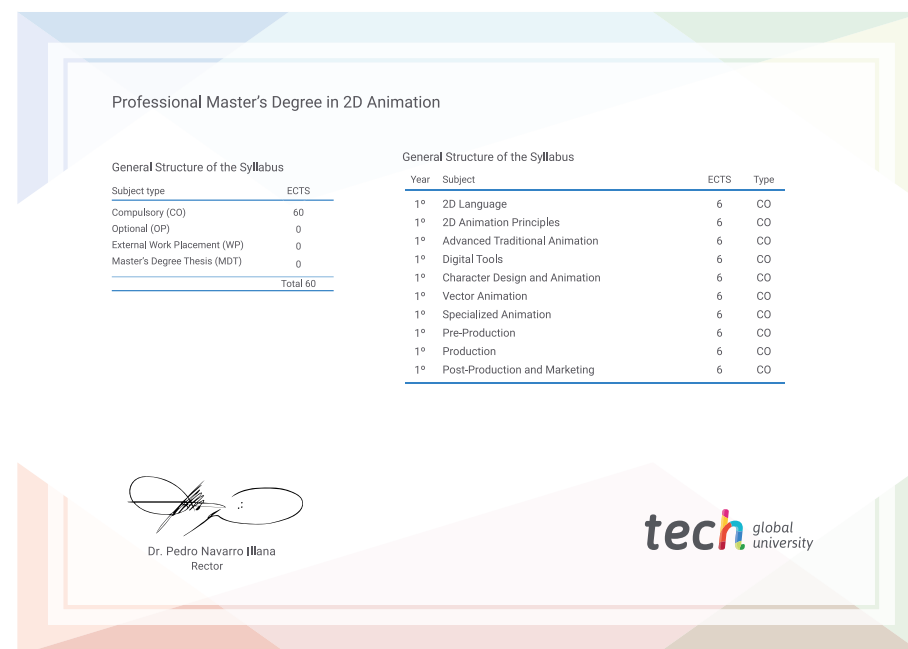 Professional Master's Degree in 2D Animation
General Structure of the Syllabus
Subject type ECTS
Compulsory (CO) 60
Optional (OP) 0
External Work Placement (WP) 0
Master's Degree Thesis (MDT) 0
Total 60
General Structure of the Syllabus
Year Subject ECTS Type
1º 2D Language 6 CO
1º 2D Animation Principles 6 CO
1º Advanced Traditional Animation 6 CO
1º Digital Tools 6 CO
1º Character Design and Animation 6 CO
1º Vector Animation 6 CO
1º Specialized Animation 6 CO
1º Pre-Production 6 CO
1º Production 6 CO
1º Post-Production and Marketing 6 CO
Dr. Pedro Navarro Illana
Rector
tech global
university